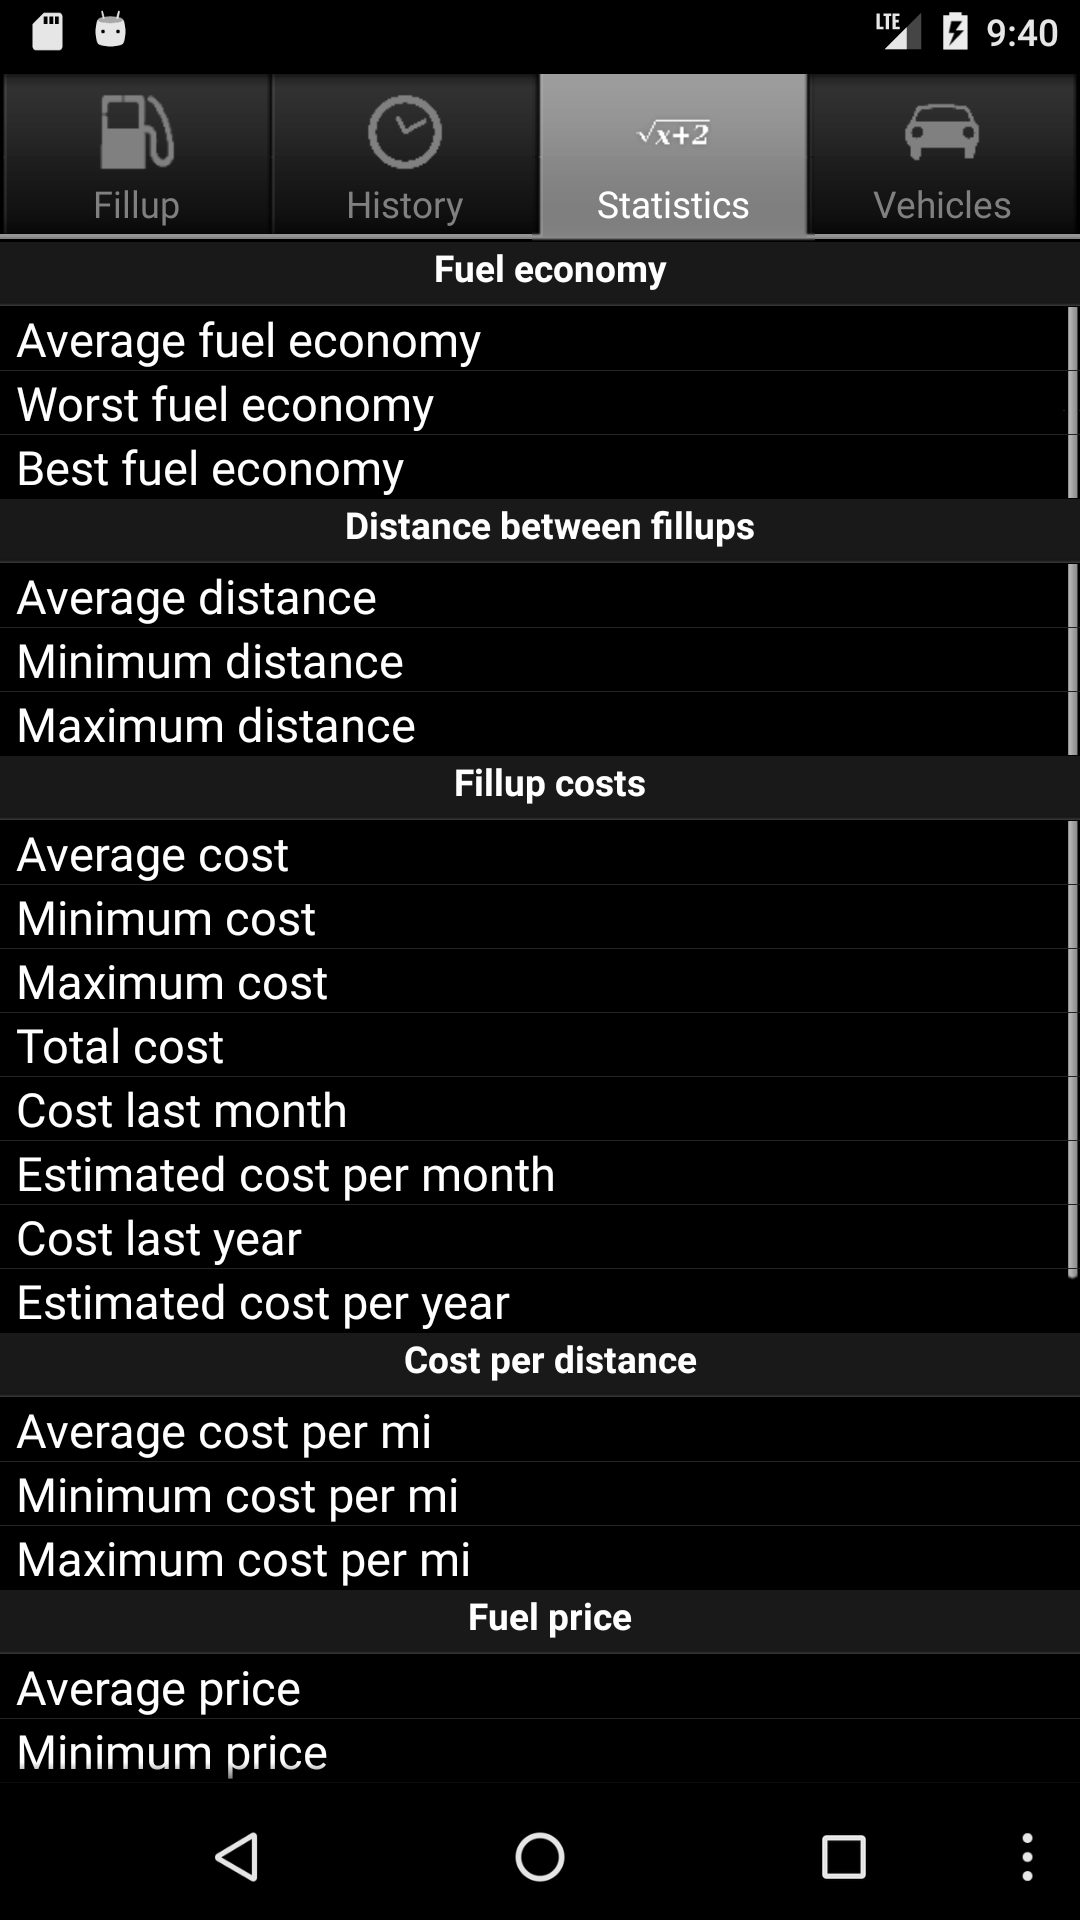 LTE 9:40
√x+2
Fillup History Statistics Vehicles
Fuel economy
Average fuel economy
Worst fuel economy
Best fuel economy
Distance between fillups
Average distance
Minimum distance
Maximum distance
Fillup costs
Average cost
Minimum cost
Maximum cost
Total cost
Cost last month
Estimated cost per month
Cost last year
Estimated cost per year
Cost per distance
Average cost per mi
Minimum cost per mi
Maximum cost per mi
Fuel price
Average price
Minimum price